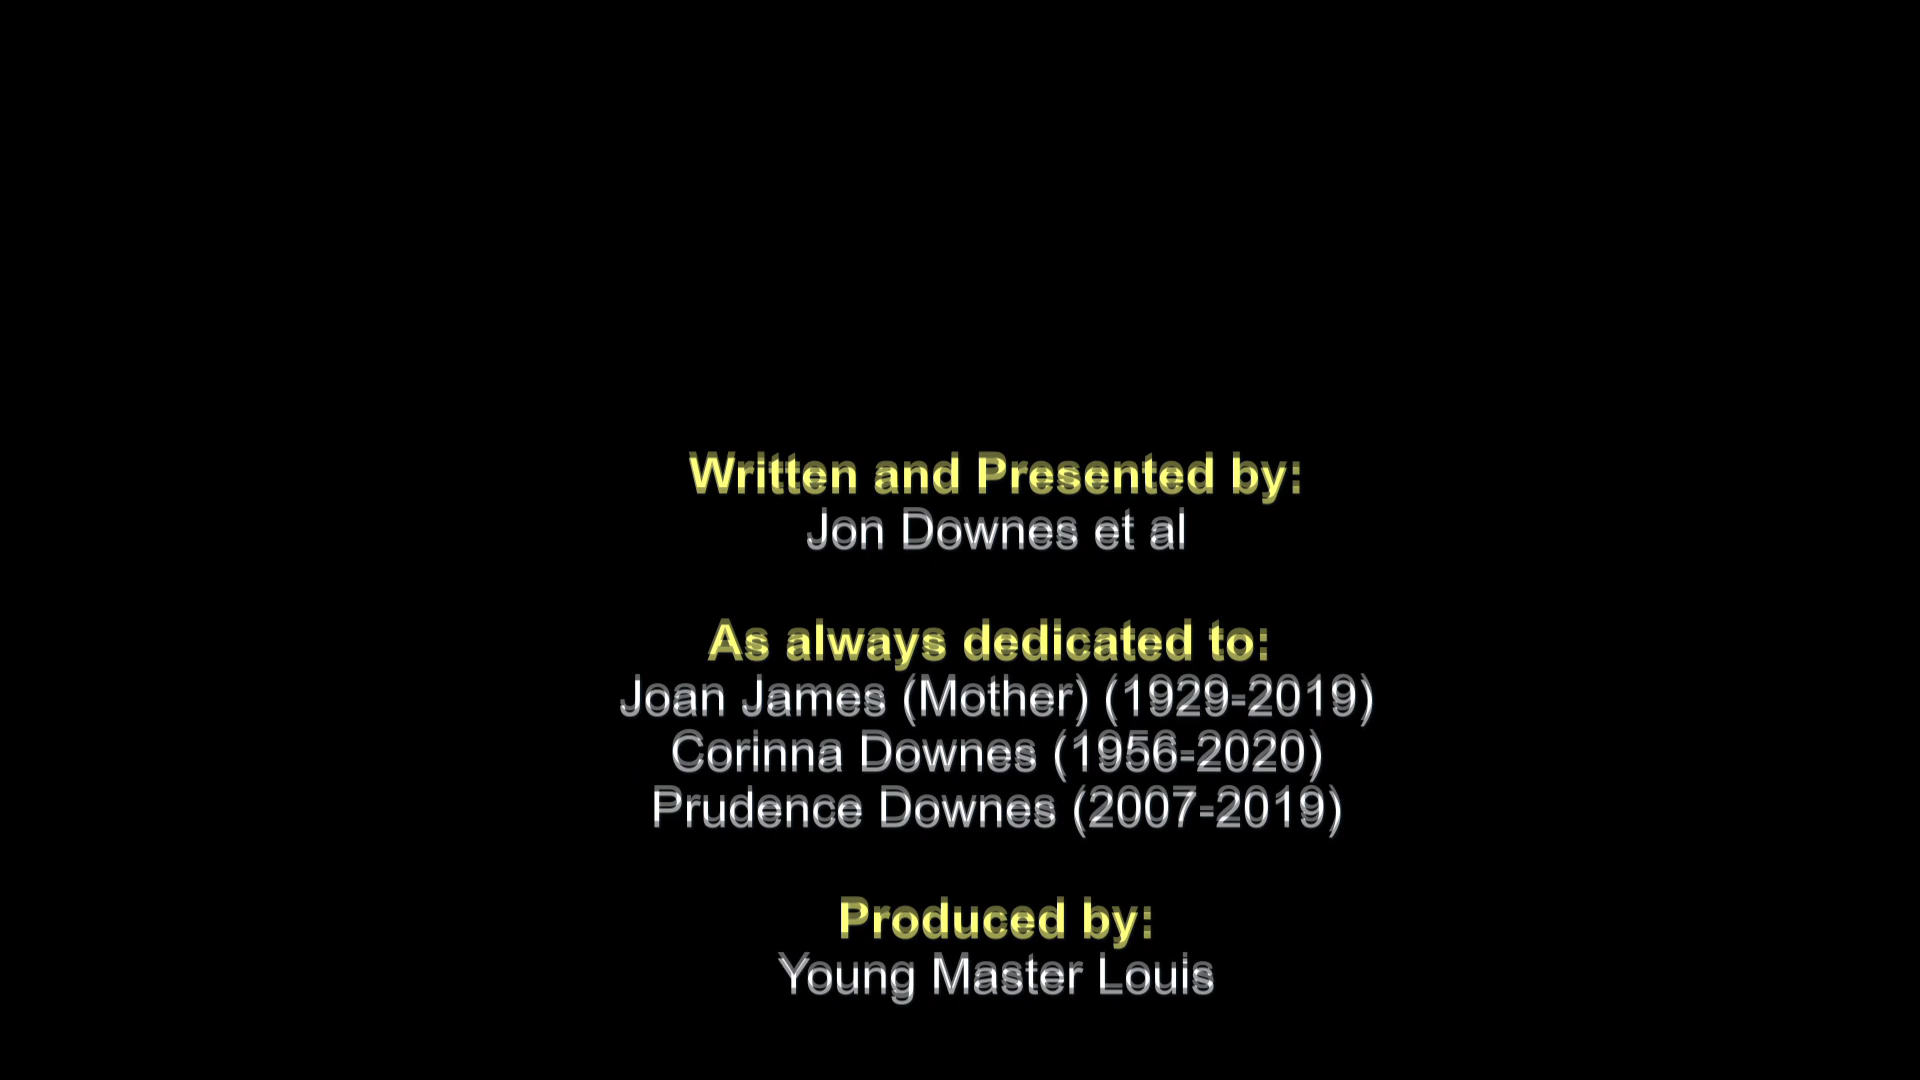 Written and Presented by:
Jon Downes et al
As always dedicated to:
Joan James (Mother) (1929-2019)
Corinna Downes (1956-2020)
Prudence Downes (2007-2019)
Produced by:
Young Master Louis